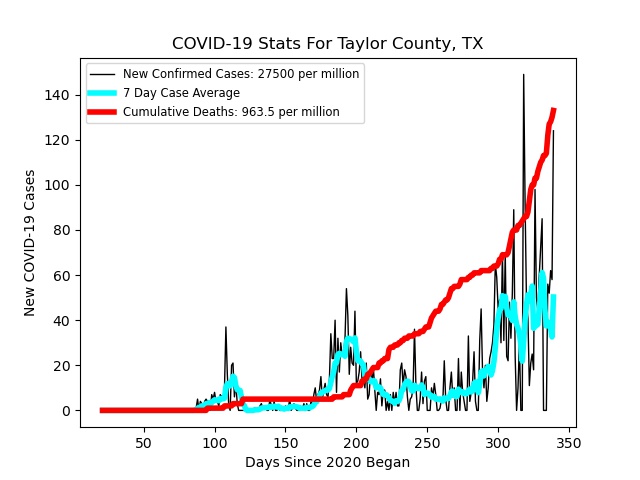 COVID-19 Stats For Taylor County, TX
New Confirmed Cases: 27500 per million
7 Day Case Average
Cumulative Deaths: 963.5 per million
New COVID-19 Cases
140
120
100
80
60
40
20
0
50
100
150
200
250
300
350
Days Since 2020 Began